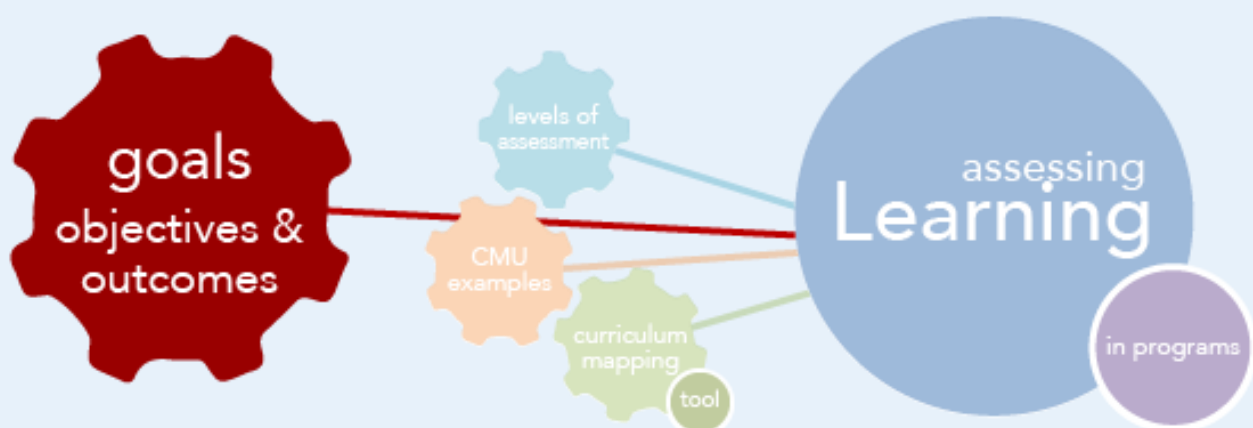 goals
objectives &
outcomes
levels of
assessment
CMU
examples
curriculum
mapping
tool
assessing
Learning
in programs